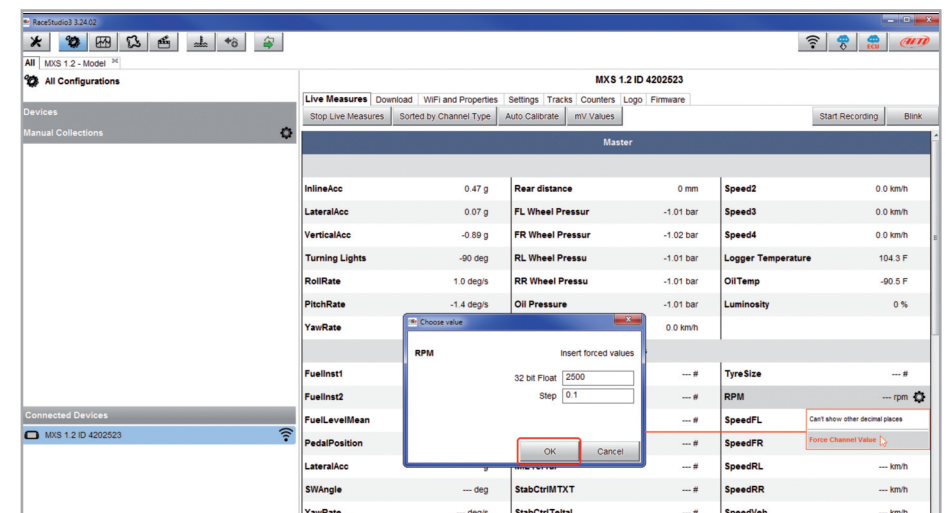 RaceStudio3 3.24.02
ECU
AiM
All MXS 1.2 - Model
All Configurations
Devices
Manual Collections
Connected Devices
MXS 1.2 ID 4202523
MXS 1.2 ID 4202523
Live Measures Download WiFi and Properties Settings Tracks Counters Logo Firmware
Stop Live Measures Sorted by Channel Type Auto Calibrate mV Values Start Recording Blink
Master
InlineAcc 0.47 g Rear distance 0 mm Speed2 0.0 km/h
LateralAcc 0.07 g FL Wheel Pressur -1.01 bar Speed3 0.0 km/h
VerticalAcc -0.89 g FR Wheel Pressur -1.02 bar Speed4 0.0 km/h
Turning Lights -90 deg RL Wheel Pressu -1.01 bar Logger Temperature 104.3 F
RollRate 1.0 deg/s RR Wheel Pressu -1.01 bar OilTemp -90.5 F
PitchRate -1.4 deg/s Oil Pressure -1.01 bar Luminosity 0 %
YawRate 0.0 km/h
Choose value
RPM Insert forced values
32 bit Float 2500
Step 0.1
OK Cancel
FuelInst1 --- # TyreSize --- #
FuelInst2 --- # RPM --- rpm
FuelLevelMean --- # SpeedFL Can't show other decimal places
PedalPosition --- # SpeedFR Force Channel Value
LateralAcc g --- # SpeedRL --- km/h
SWAngle --- deg StabCtrlMTXT --- # SpeedRR --- km/h
YawRate --- deg/s StabCtrlTeltal --- # SpeedVeh --- km/h